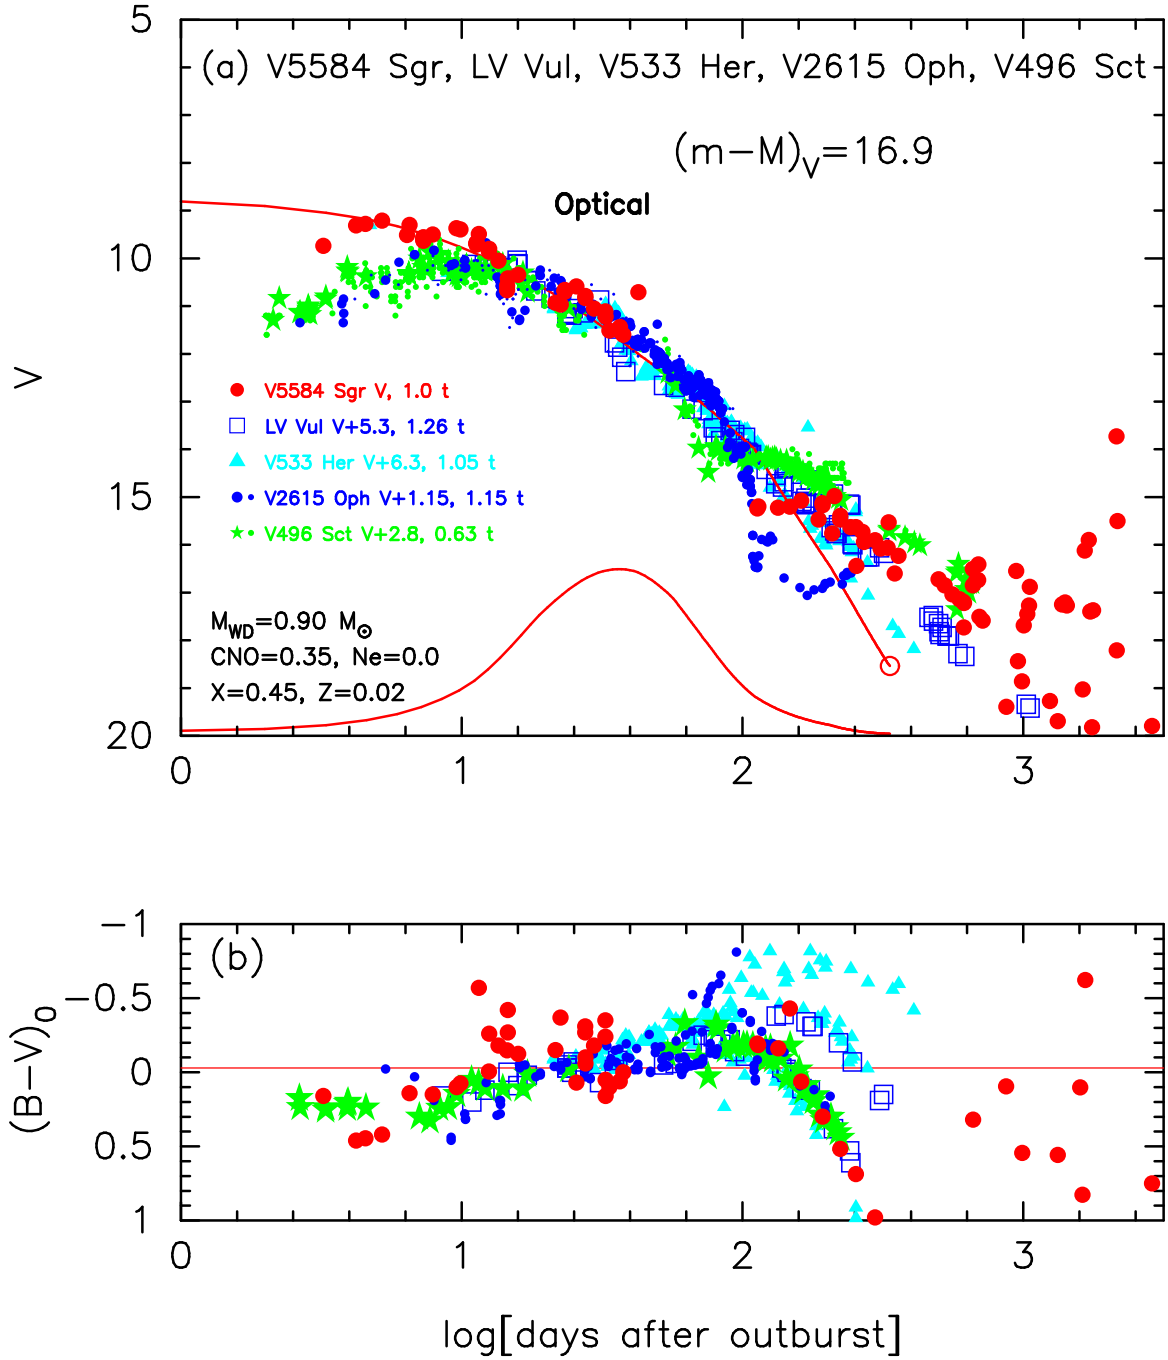 5
(a) V5584 Sgr, LV Vul, V533 Her, V2615 Oph, V496 Sct
(m−M)V=16.9
Optical
10
V
V5584 Sgr V, 1.0 t
LV Vul V+5.3, 1.26 t
V533 Her V+6.3, 1.05 t
15
V2615 Oph V+1.15, 1.15 t
V496 Sct V+2.8, 0.63 t
MWD=0.90 M⊙
CNO=0.35, Ne=0.0
X=0.45, Z=0.02
20
0 1 2 3
−1
(b)
−0.5
(B−V)0
0
0.5
1
0 1 2 3
log[days after outburst]